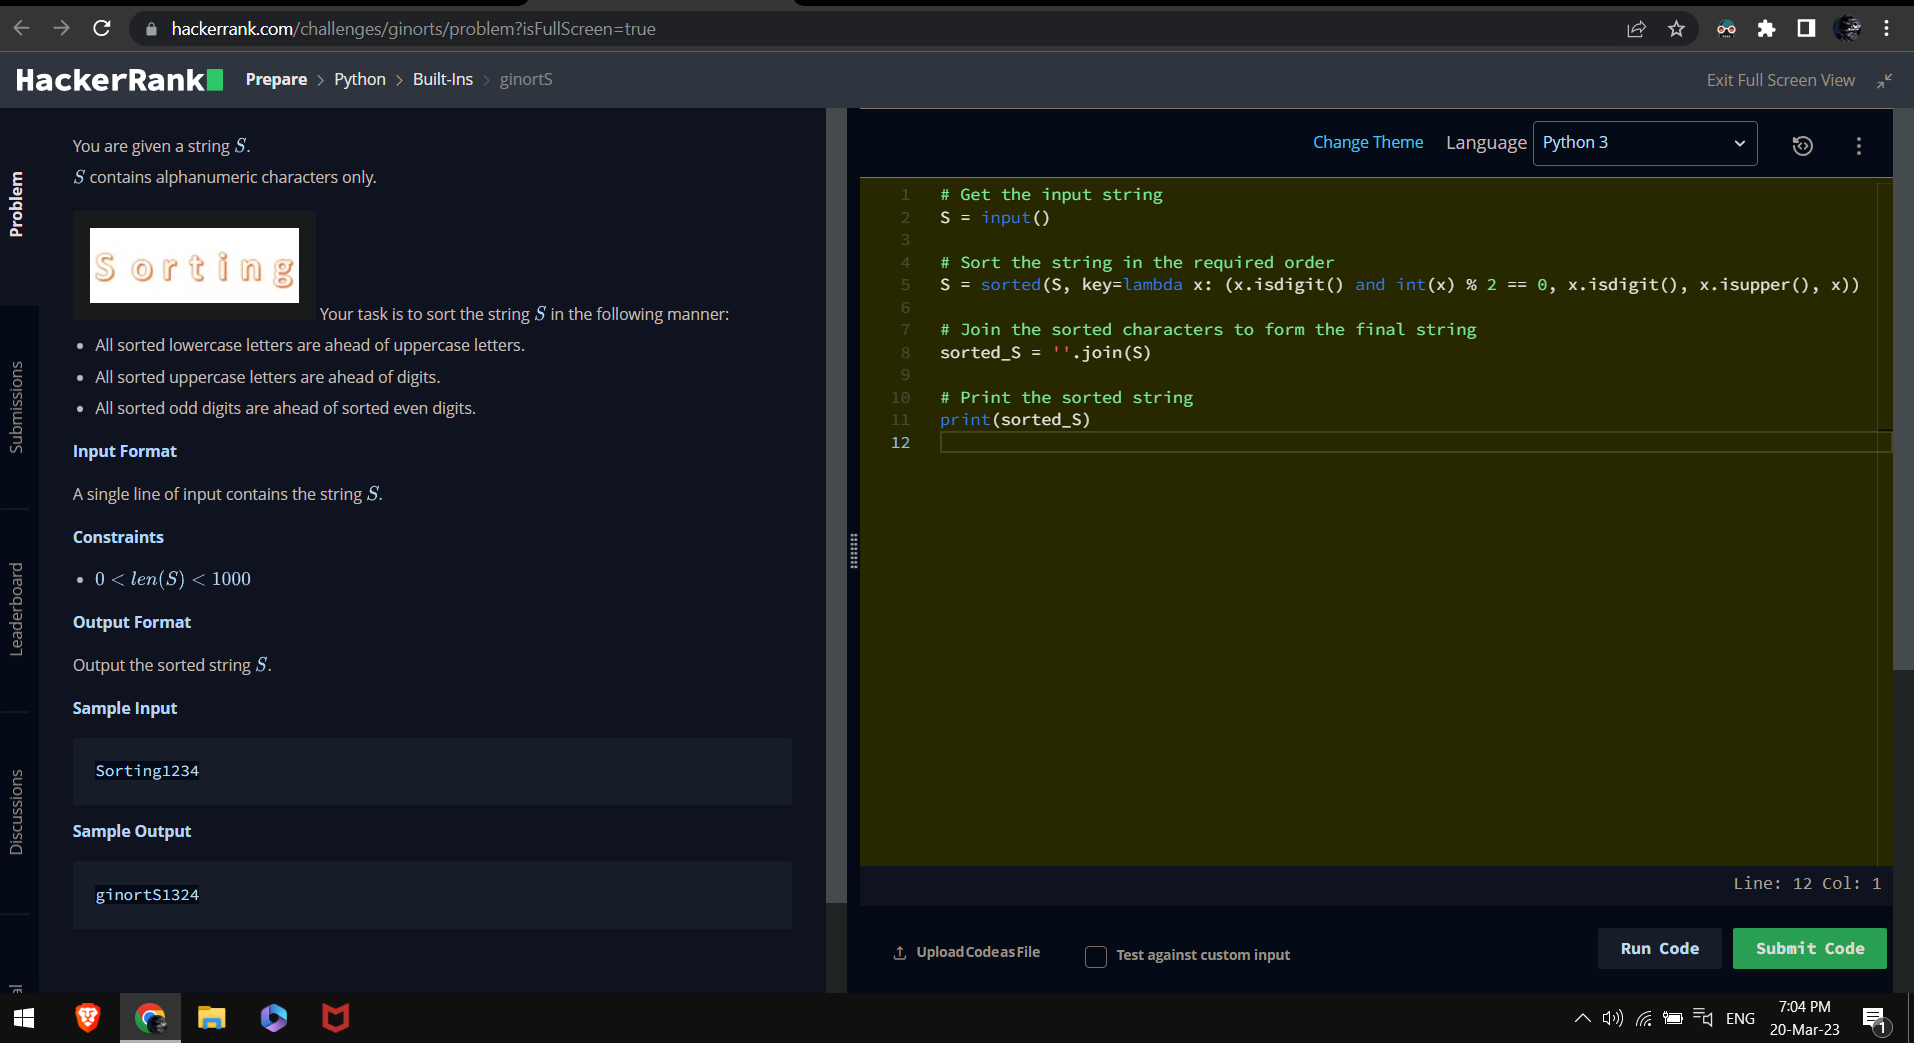 hackerrank.com/challenges/ginorts/problem?isFullScreen=true
HackerRank
Prepare > Python > Built-Ins > ginortS
Exit Full Screen View
Problem
Submissions
Leaderboard
Discussions
You are given a string S.
S contains alphanumeric characters only.
Sorting
Your task is to sort the string S in the following manner:
• All sorted lowercase letters are ahead of uppercase letters.
• All sorted uppercase letters are ahead of digits.
• All sorted odd digits are ahead of sorted even digits.
Input Format
A single line of input contains the string S.
Constraints
• 0 < len(S) < 1000
Output Format
Output the sorted string S.
Sample Input
Sorting1234
Sample Output
ginortS1324
Change Theme Language Python 3
1 # Get the input string
2 S = input()
3
4 # Sort the string in the required order
5 S = sorted(S, key=lambda x: (x.isdigit() and int(x) % 2 == 0, x.isdigit(), x.isupper(), x))
6
7 # Join the sorted characters to form the final string
8 sorted_S = ''.join(S)
9
10 # Print the sorted string
11 print(sorted_S)
12
Line: 12 Col: 1
Upload Code as File
Test against custom input
Run Code
Submit Code
ENG
7:04 PM
20-Mar-23
1